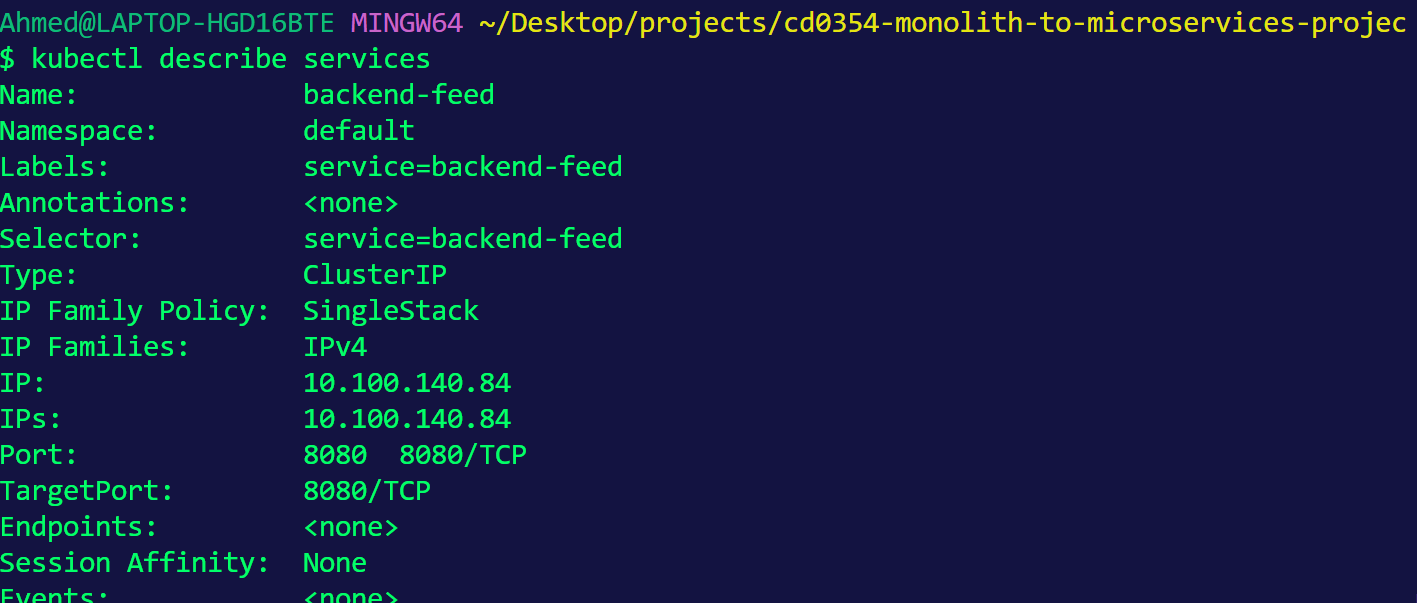 Ahmed@LAPTOP-HGD16BTE MINGW64 ~/Desktop/projects/cd0354-monolith-to-microservices-projec
$ kubectl describe services
Name:              backend-feed
Namespace:         default
Labels:            service=backend-feed
Annotations:       <none>
Selector:          service=backend-feed
Type:              ClusterIP
IP Family Policy:  SingleStack
IP Families:       IPv4
IP:                10.100.140.84
IPs:               10.100.140.84
Port:              8080  8080/TCP
TargetPort:        8080/TCP
Endpoints:         <none>
Session Affinity:  None
Events:            <none>